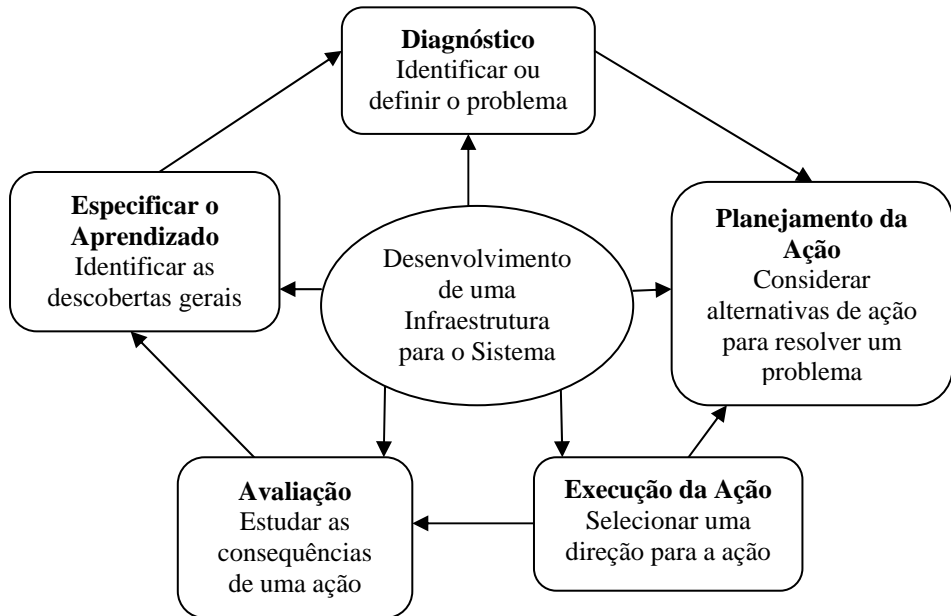 Diagnóstico
Identificar ou
definir o problema
Especificar o
Aprendizado
Identificar as
descobertas gerais
Desenvolvimento
de uma
Infraestrutura
para o Sistema
Planejamento da
Ação
Considerar
alternativas de ação
para resolver um
problema
Avaliação
Estudar as
consequências
de uma ação
Execução da Ação
Selecionar uma
direção para a ação